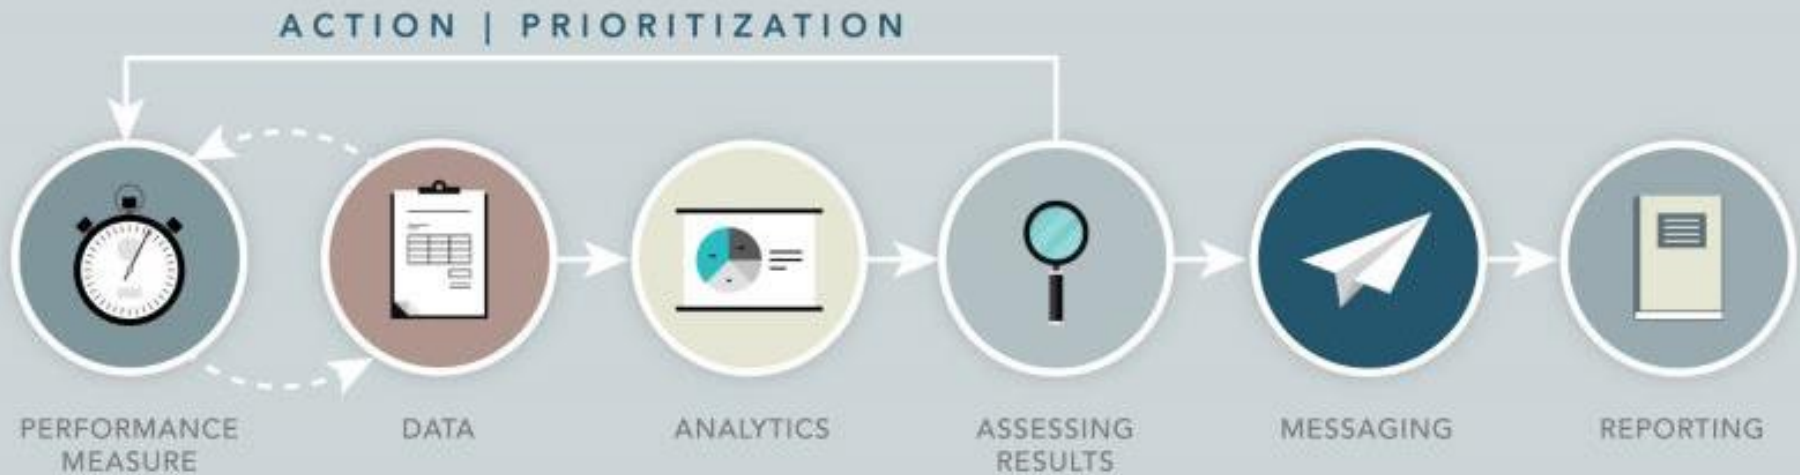 ACTION | PRIORITIZATION
PERFORMANCE
MEASURE
DATA
ANALYTICS
ASSESSING
RESULTS
MESSAGING
REPORTING